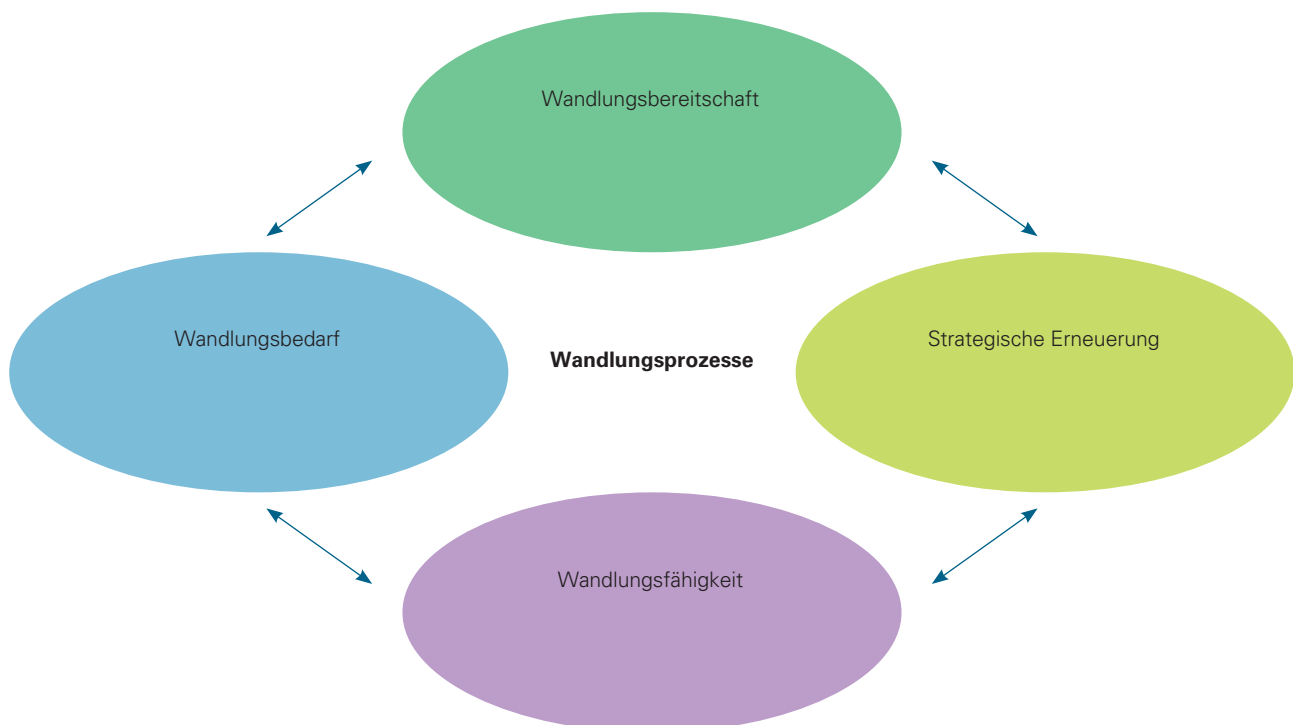 Wandlungsbereitschaft
Wandlungsbedarf
Strategische Erneuerung
Wandlungsprozesse
Wandlungsfähigkeit